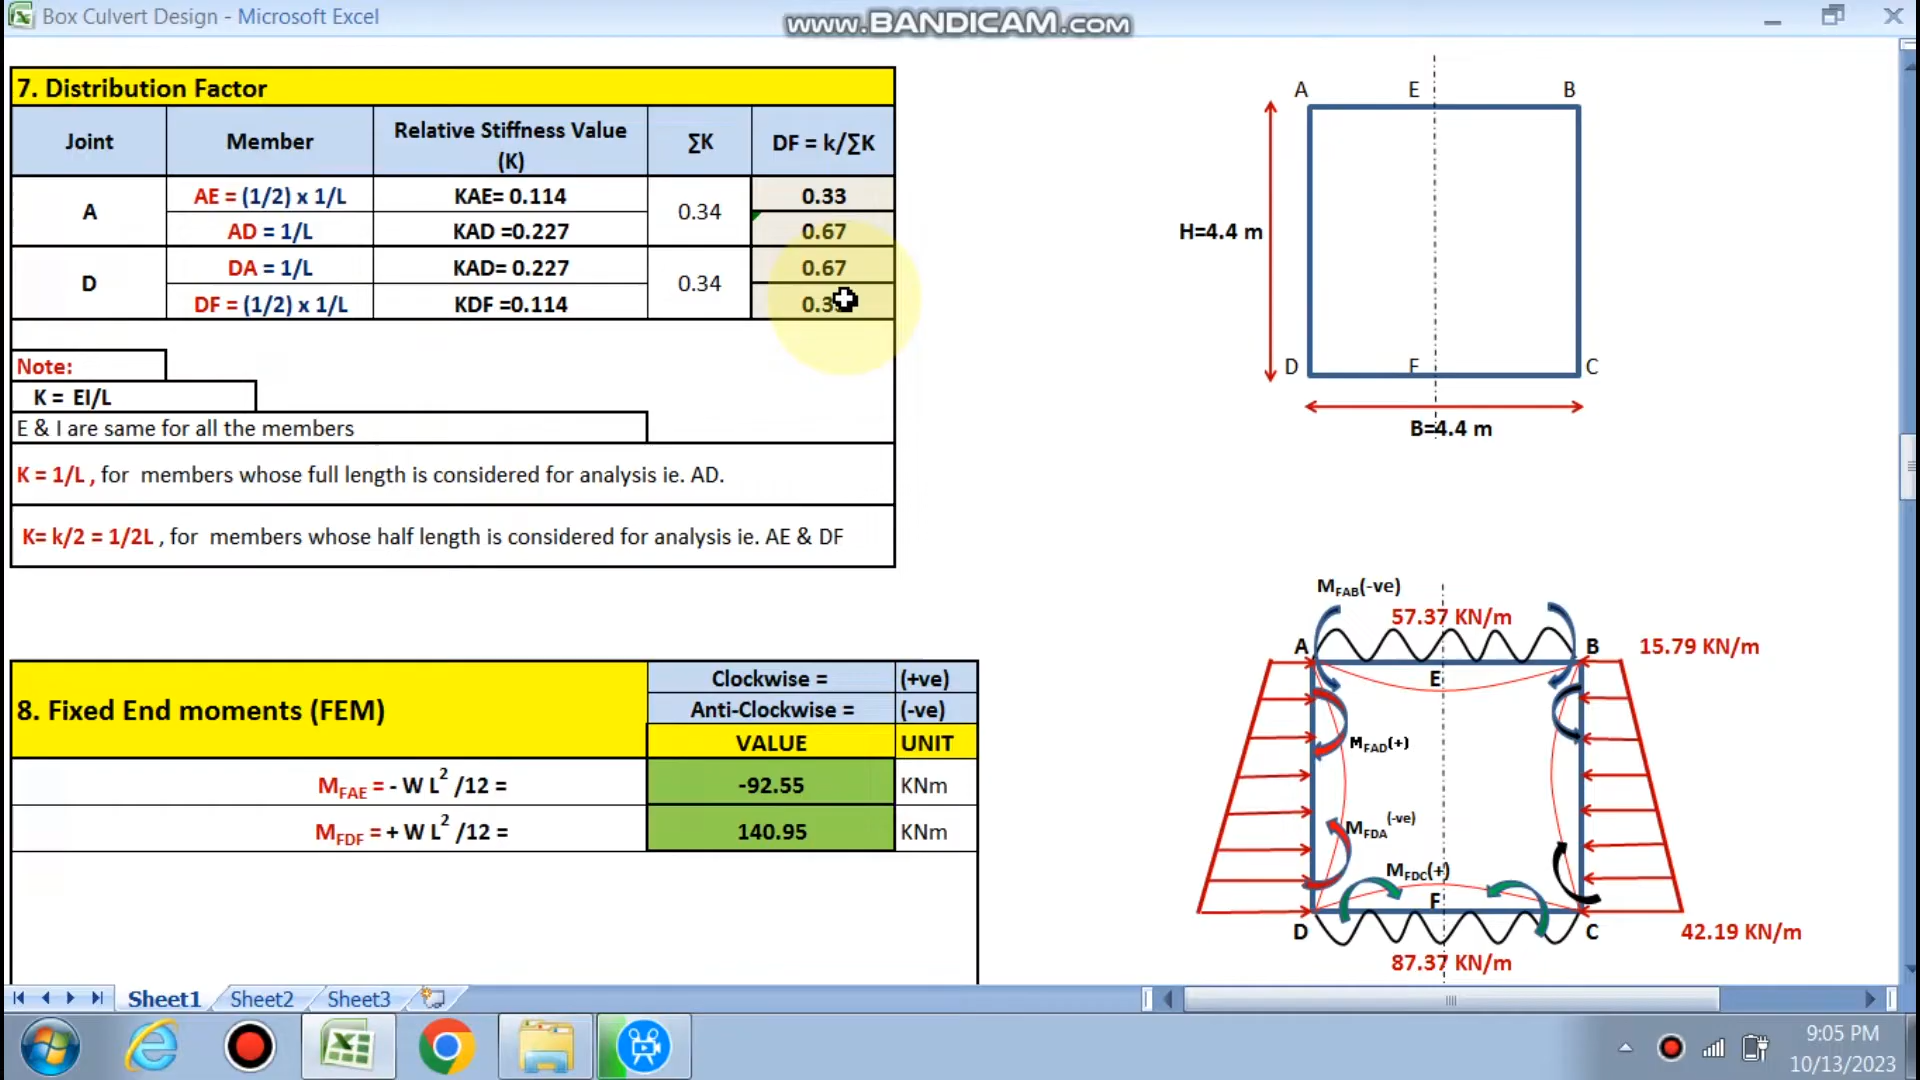 Box Culvert Design - Microsoft Excel
www.BANDICAM.com
7. Distribution Factor
Joint Member Relative Stiffness Value (K) ∑K DF = k/∑K
A AE = (1/2) x 1/L KAE= 0.114 0.34 0.33
AD = 1/L KAD =0.227 0.67
D DA = 1/L KAD= 0.227 0.34 0.67
DF = (1/2) x 1/L KDF =0.114
Note:
K = EI/L
E & I are same for all the members
K = 1/L , for members whose full length is considered for analysis ie. AD.
K= k/2 = 1/2L , for members whose half length is considered for analysis ie. AE & DF
A E B
H=4.4 m
D F C
B=4.4 m
8. Fixed End moments (FEM)
Clockwise = (+ve)
Anti-Clockwise = (-ve)
VALUE UNIT
MFAE = - W L2 /12 = -92.55 KNm
MFDF = + W L2 /12 = 140.95 KNm
MFAB(-ve)
57.37 KN/m
A B 15.79 KN/m
E
MFAD(+)
MFDA(-ve)
MFDC(+)
F
D C 42.19 KN/m
87.37 KN/m
Sheet1 Sheet2 Sheet3
9:05 PM
10/13/2023